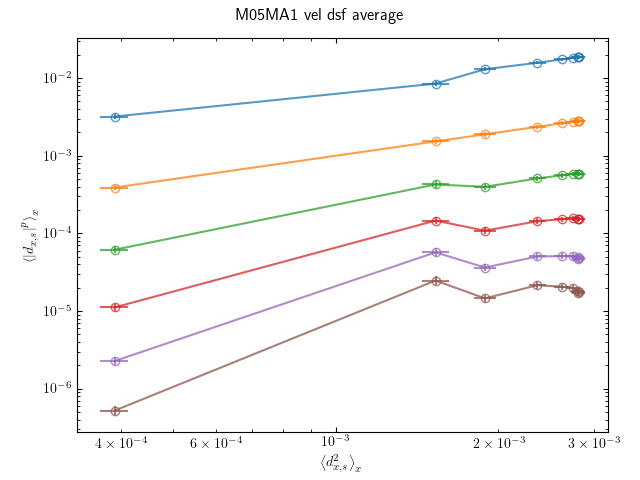 M05MA1 vel dsf average
⟨|d_{x,s}|^p⟩_x
10^{-2}
10^{-3}
10^{-4}
10^{-5}
10^{-6}
4 × 10^{-4}
6 × 10^{-4}
10^{-3}
2 × 10^{-3}
3 × 10^{-3}
⟨d^2_{x,s}⟩_x